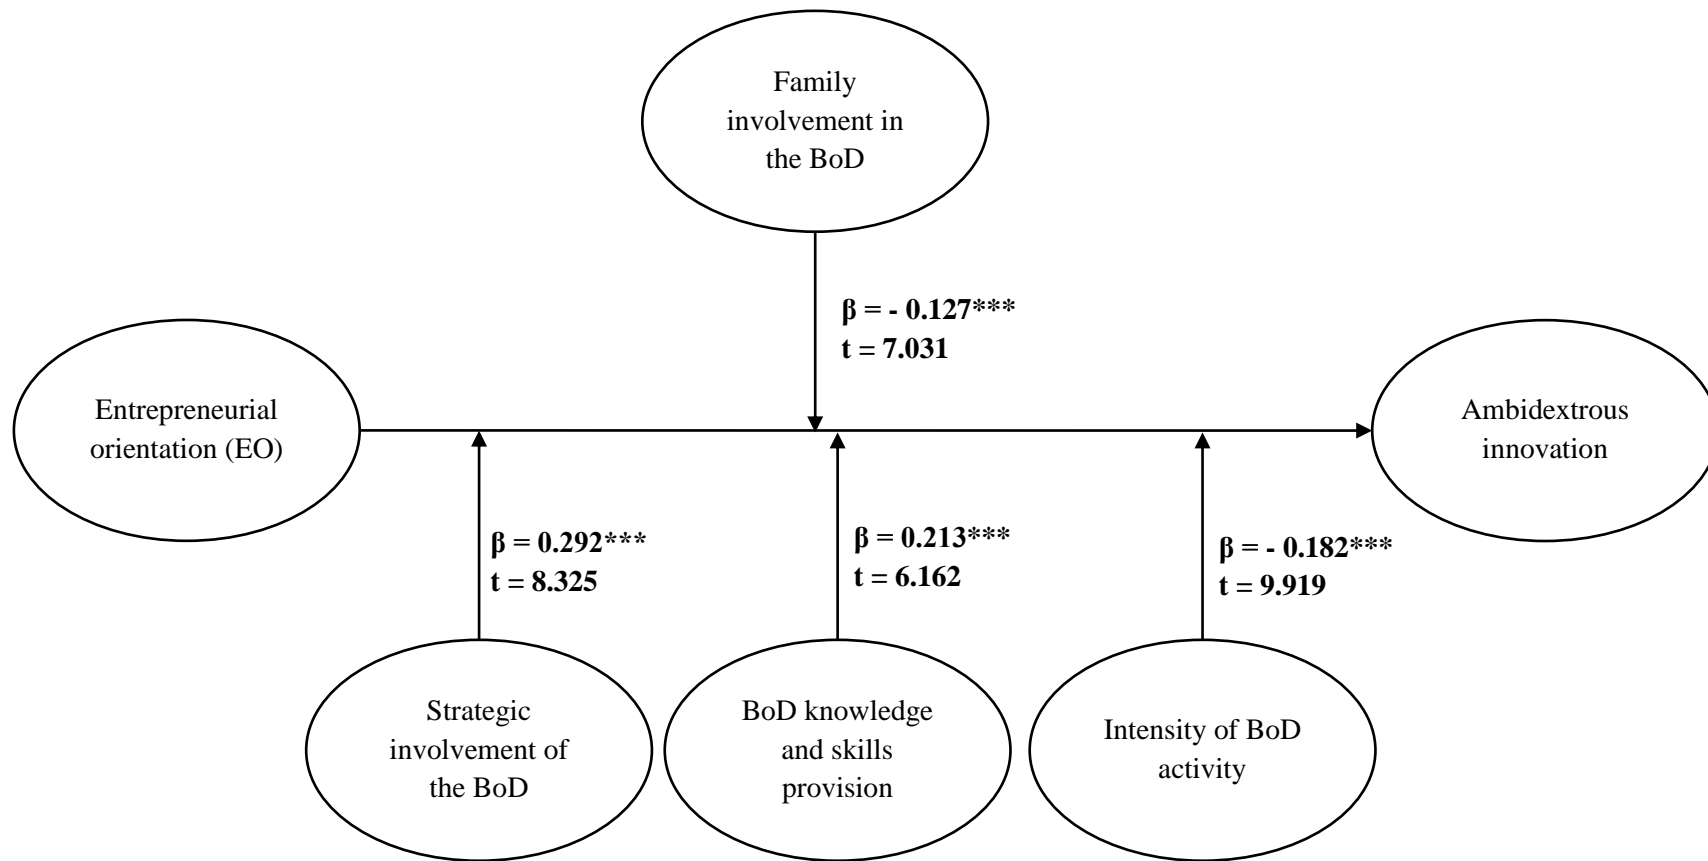 Family
involvement in
the BoD
β = - 0.127***
t = 7.031
Entrepreneurial
orientation (EO)
Ambidextrous
innovation
β = 0.292***
t = 8.325
β = 0.213***
t = 6.162
β = - 0.182***
t = 9.919
Strategic
involvement of
the BoD
BoD knowledge
and skills
provision
Intensity of BoD
activity